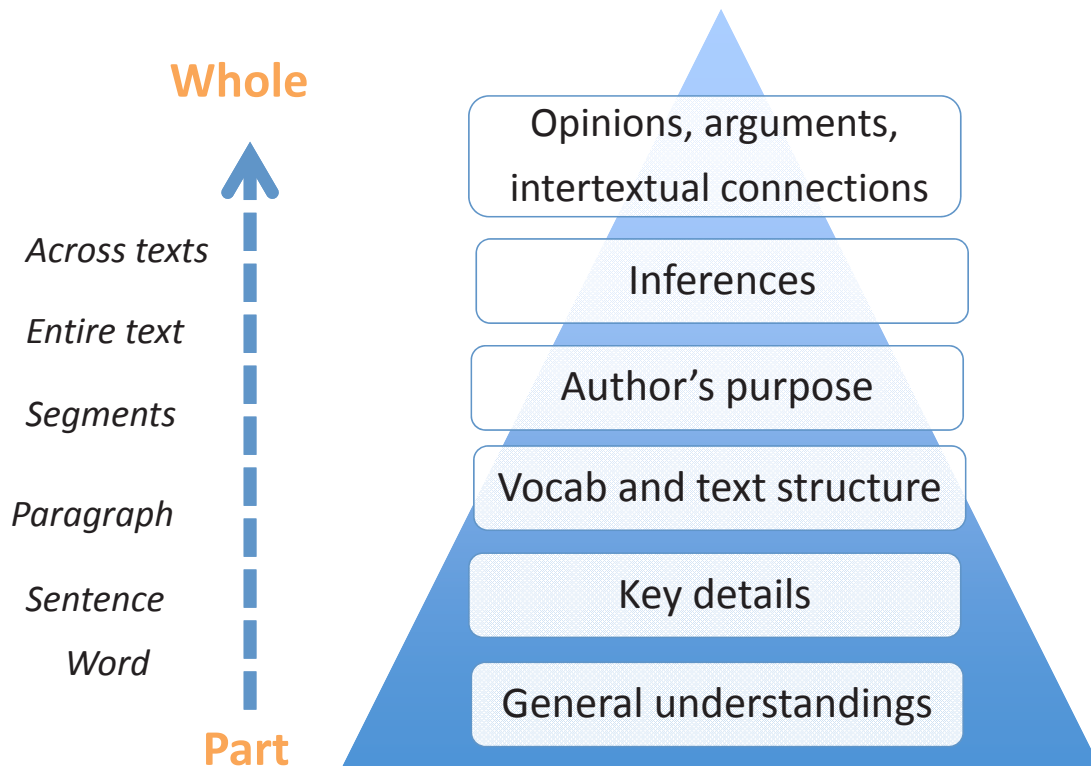 Whole
Across texts
Entire text
Segments
Paragraph
Sentence
Word
Part
Opinions, arguments,
intertextual connections
Inferences
Author’s purpose
Vocab and text structure
Key details
General understandings